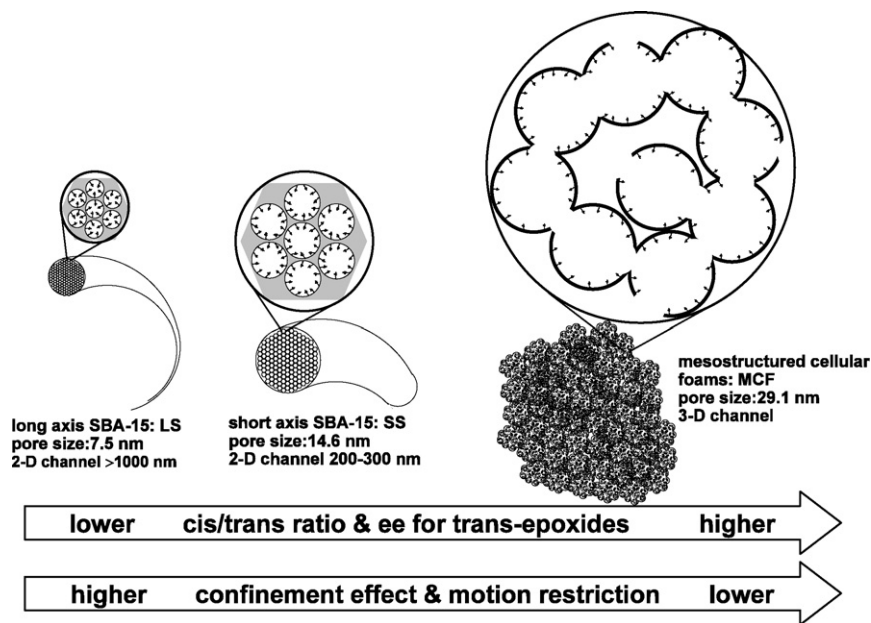 long axis SBA-15: LS
pore size:7.5 nm
2-D channel >1000 nm
short axis SBA-15: SS
pore size:14.6 nm
2-D channel 200-300 nm
mesostructured cellular
foams: MCF
pore size:29.1 nm
3-D channel
lower cis/trans ratio & ee for trans-epoxides higher
higher confinement effect & motion restriction lower